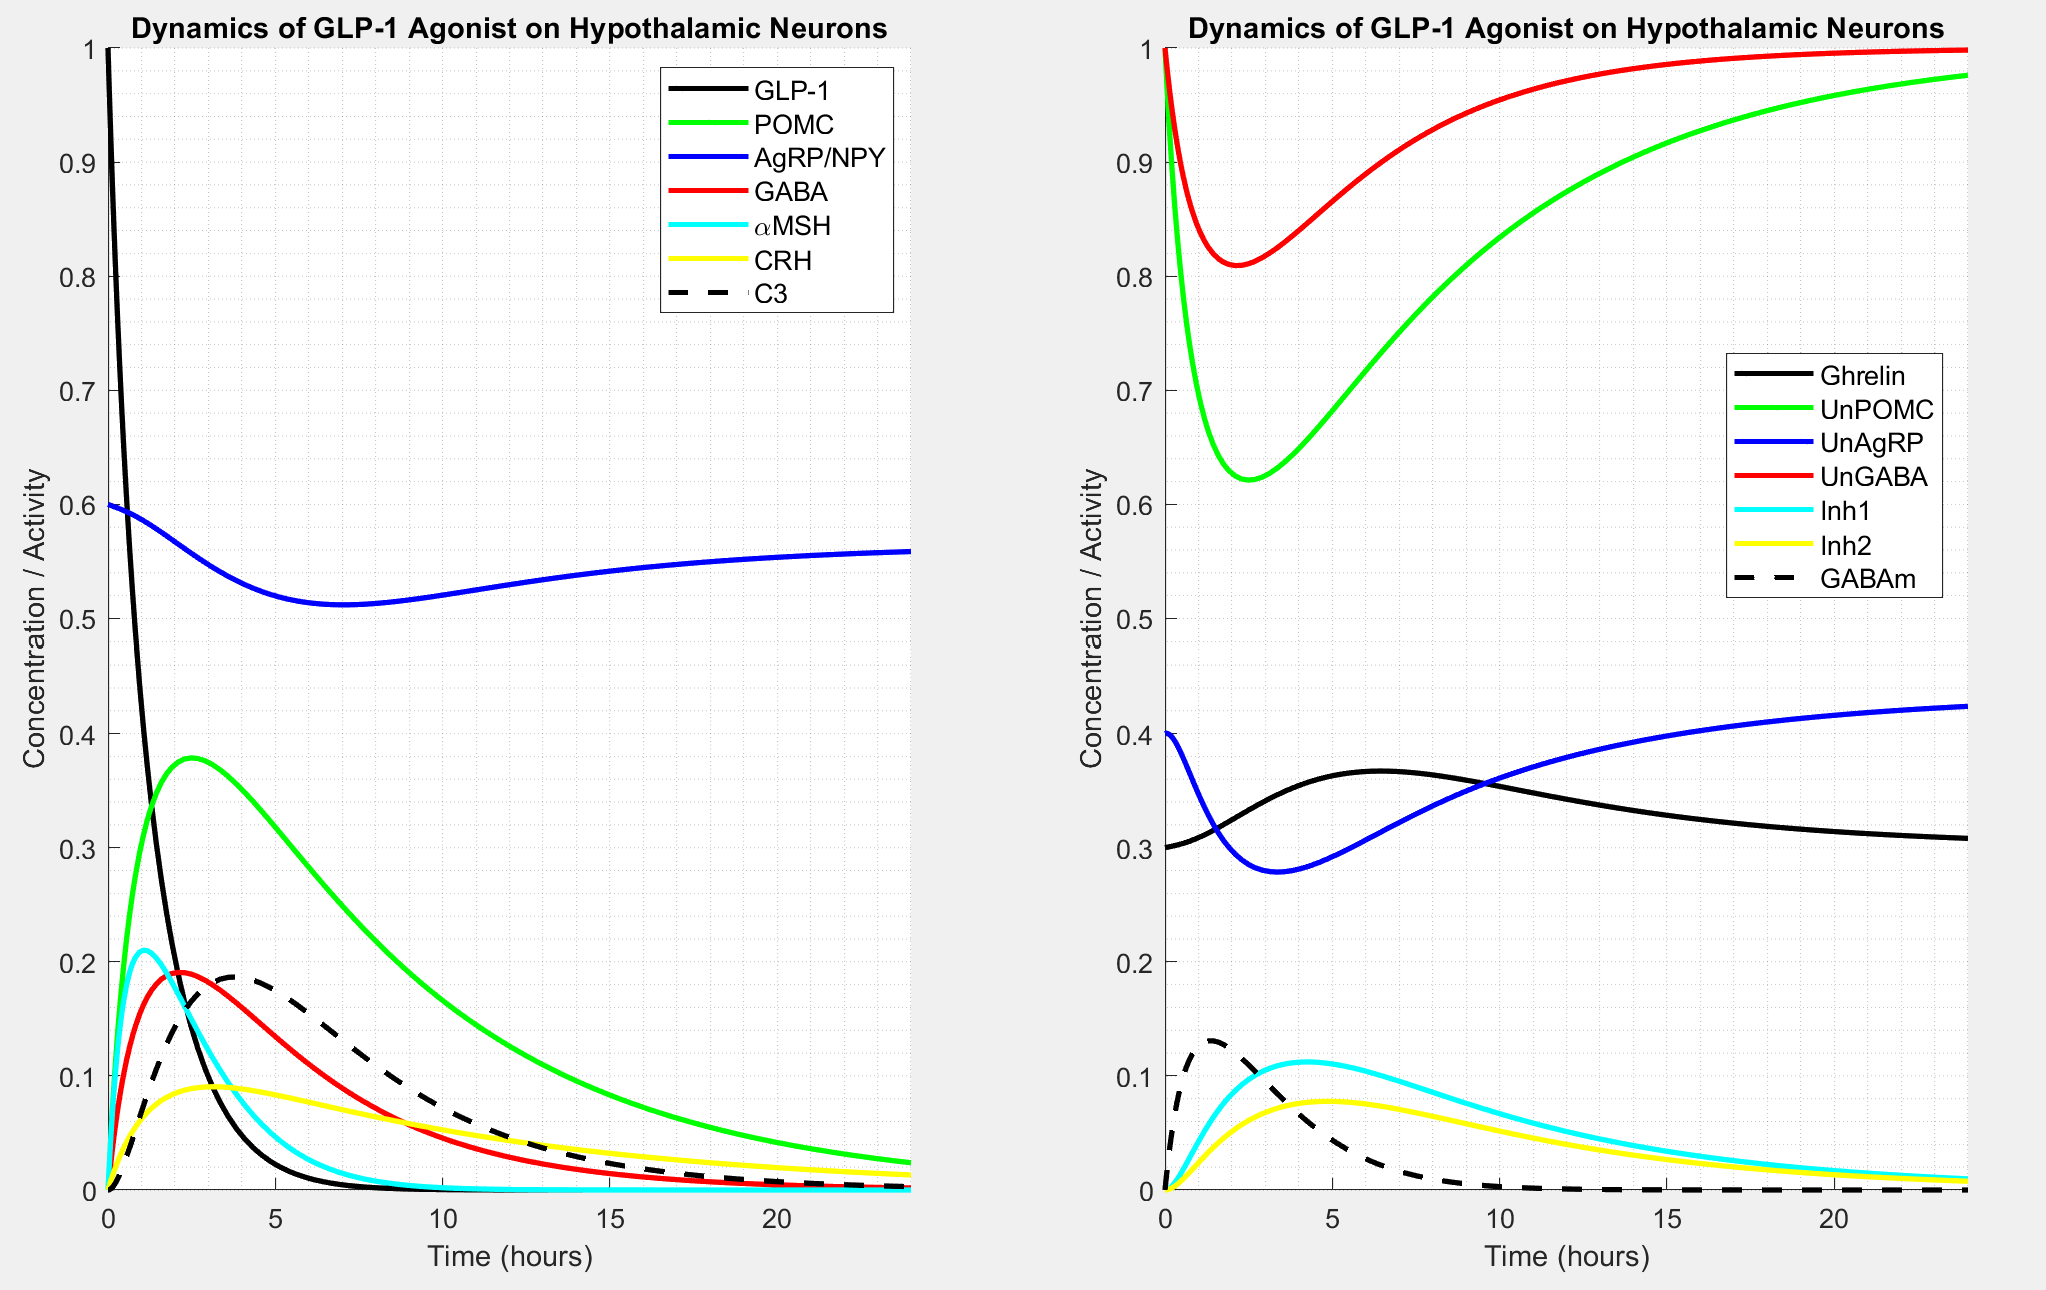 Dynamics of GLP-1 Agonist on Hypothalamic Neurons
1
0.9
0.8
0.7
0.6
0.5
0.4
0.3
0.2
0.1
0
0 5 10 15 20
Concentration / Activity
Time (hours)
GLP-1
POMC
AgRP/NPY
GABA
αMSH
CRH
C3
Dynamics of GLP-1 Agonist on Hypothalamic Neurons
1
0.9
0.8
0.7
0.6
0.5
0.4
0.3
0.2
0.1
0
0 5 10 15 20
Concentration / Activity
Time (hours)
Ghrelin
UnPOMC
UnAgRP
UnGABA
Inh1
Inh2
GABAm